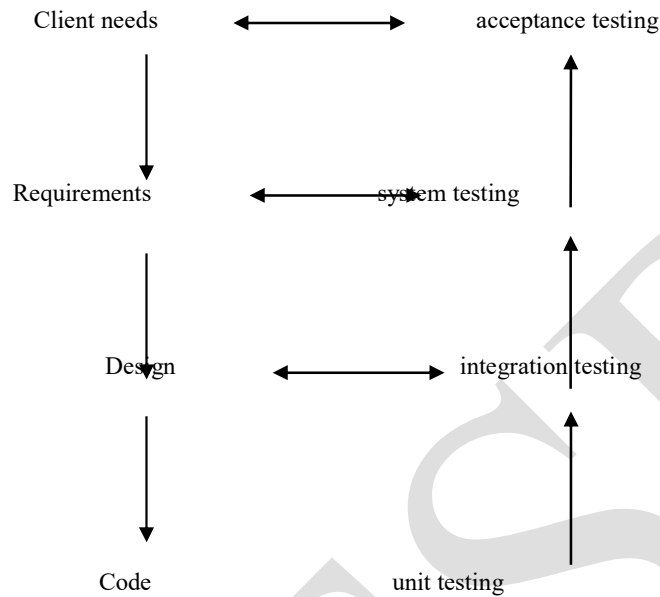 Client needs acceptance testing
Requirements system testing
Design integration testing
Code unit testing